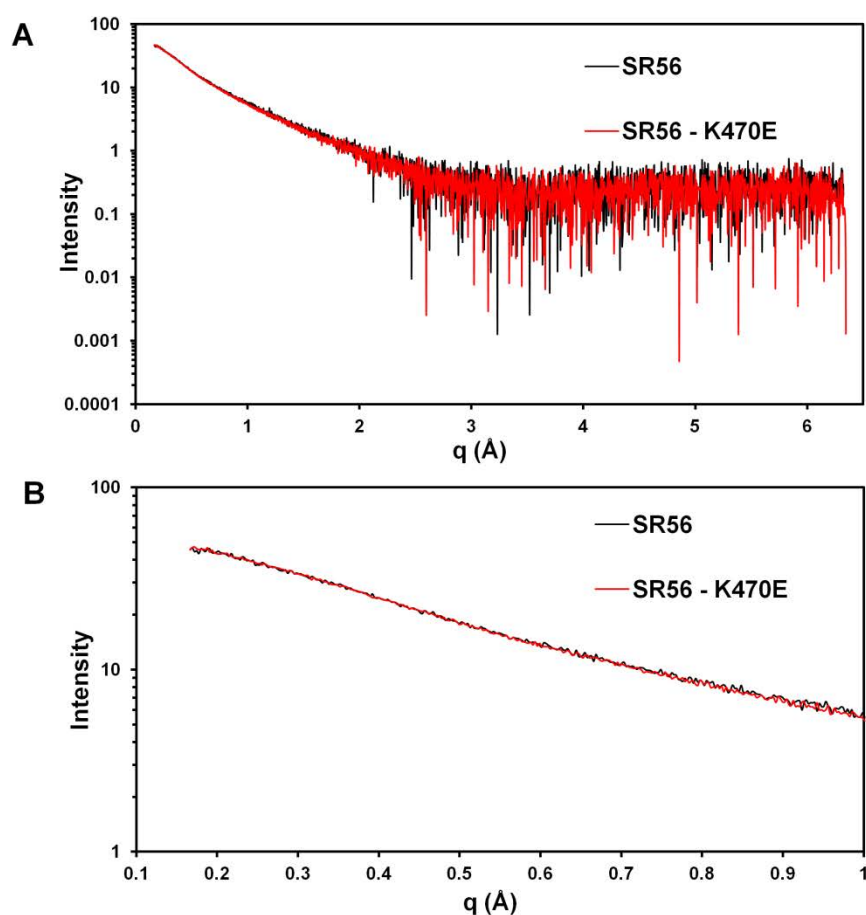 A
100
10
1
0.1
0.01
0.001
0.0001
Intensity
SR56
SR56 - K470E
0 1 2 3 4 5 6
q (Å)
B
100
10
1
Intensity
SR56
SR56 - K470E
0.1 0.2 0.3 0.4 0.5 0.6 0.7 0.8 0.9 1
q (Å)